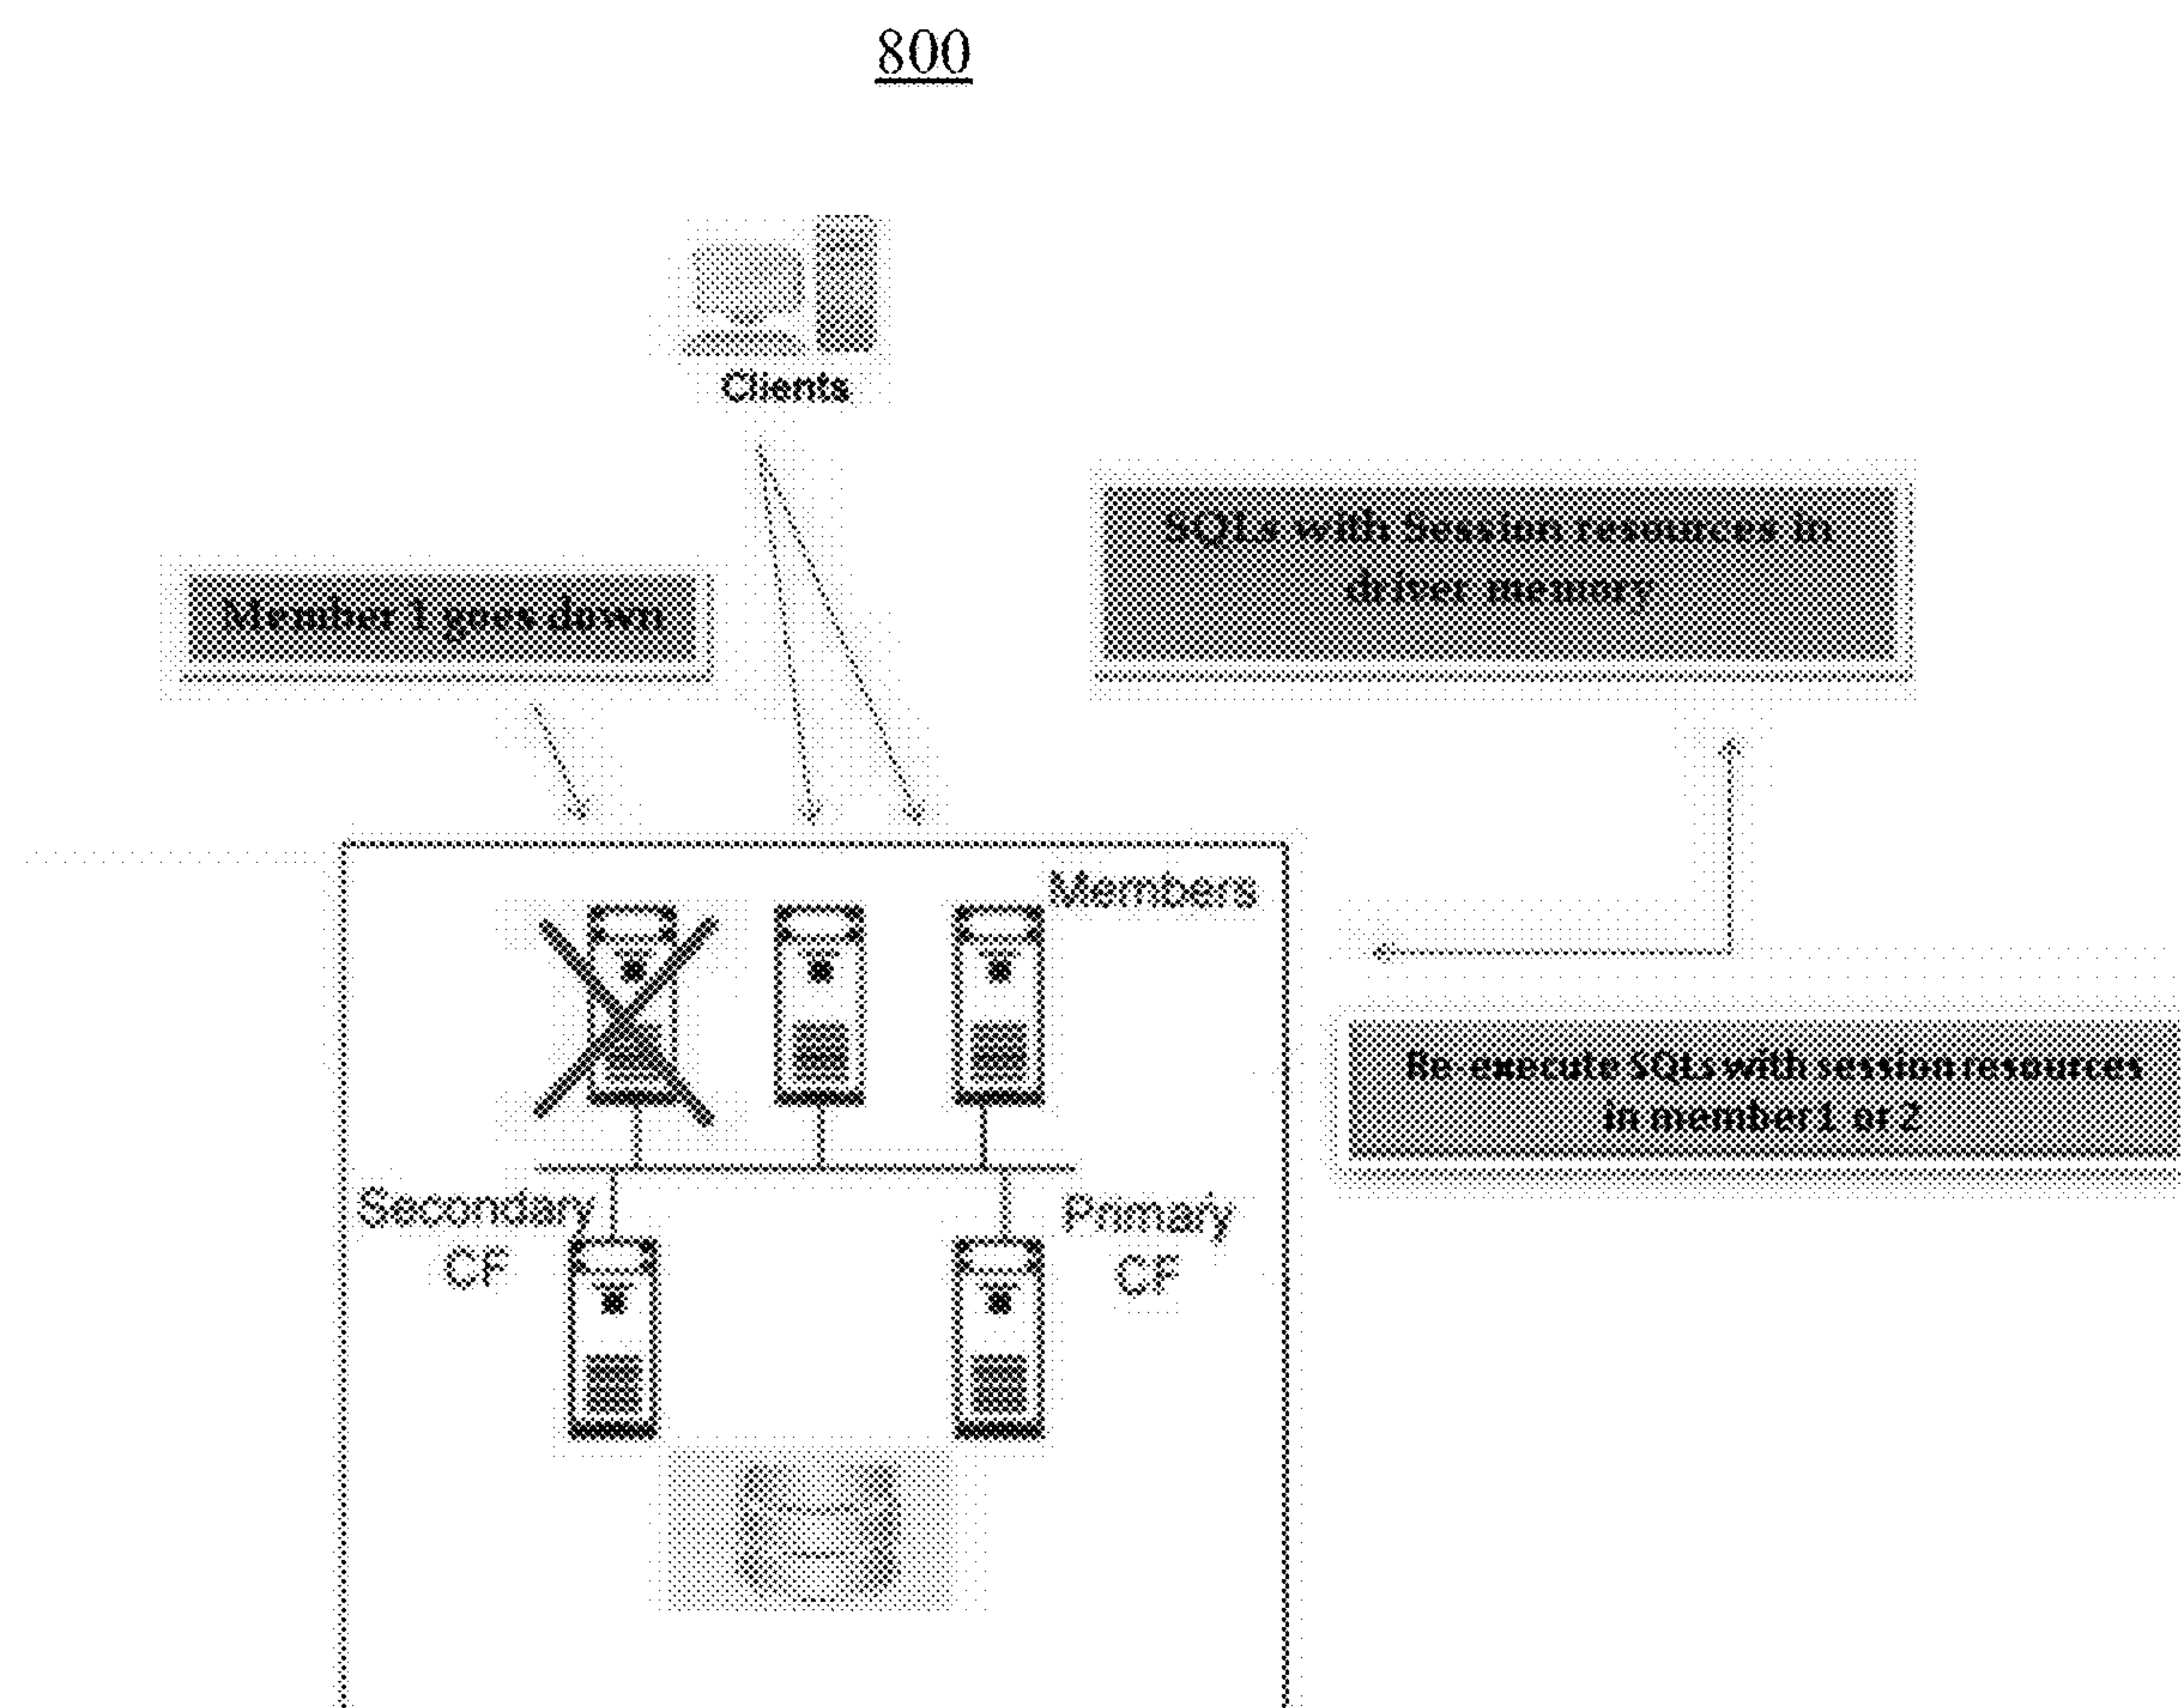 800
Clients
SQLs with Session resources in
driver memory
Member 1 goes down
Members
Re-execute SQLs with session resources
in member 1 or 2
Secondary
CF
Primary
CF